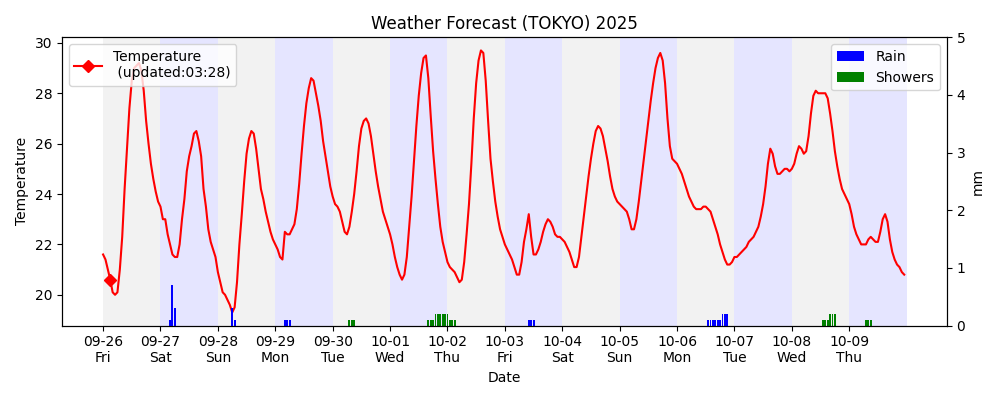 Weather Forecast (TOKYO) 2025
Temperature
(updated:03:28)
Rain
Showers
30
28
26
24
22
20
Temperature
5
4
3
2
1
0
mm
09-26 09-27 09-28 09-29 09-30 10-01 10-02 10-03 10-04 10-05 10-06 10-07 10-08 10-09
Fri Sat Sun Mon Tue Wed Thu Fri Sat Sun Mon Tue Wed Thu
Date